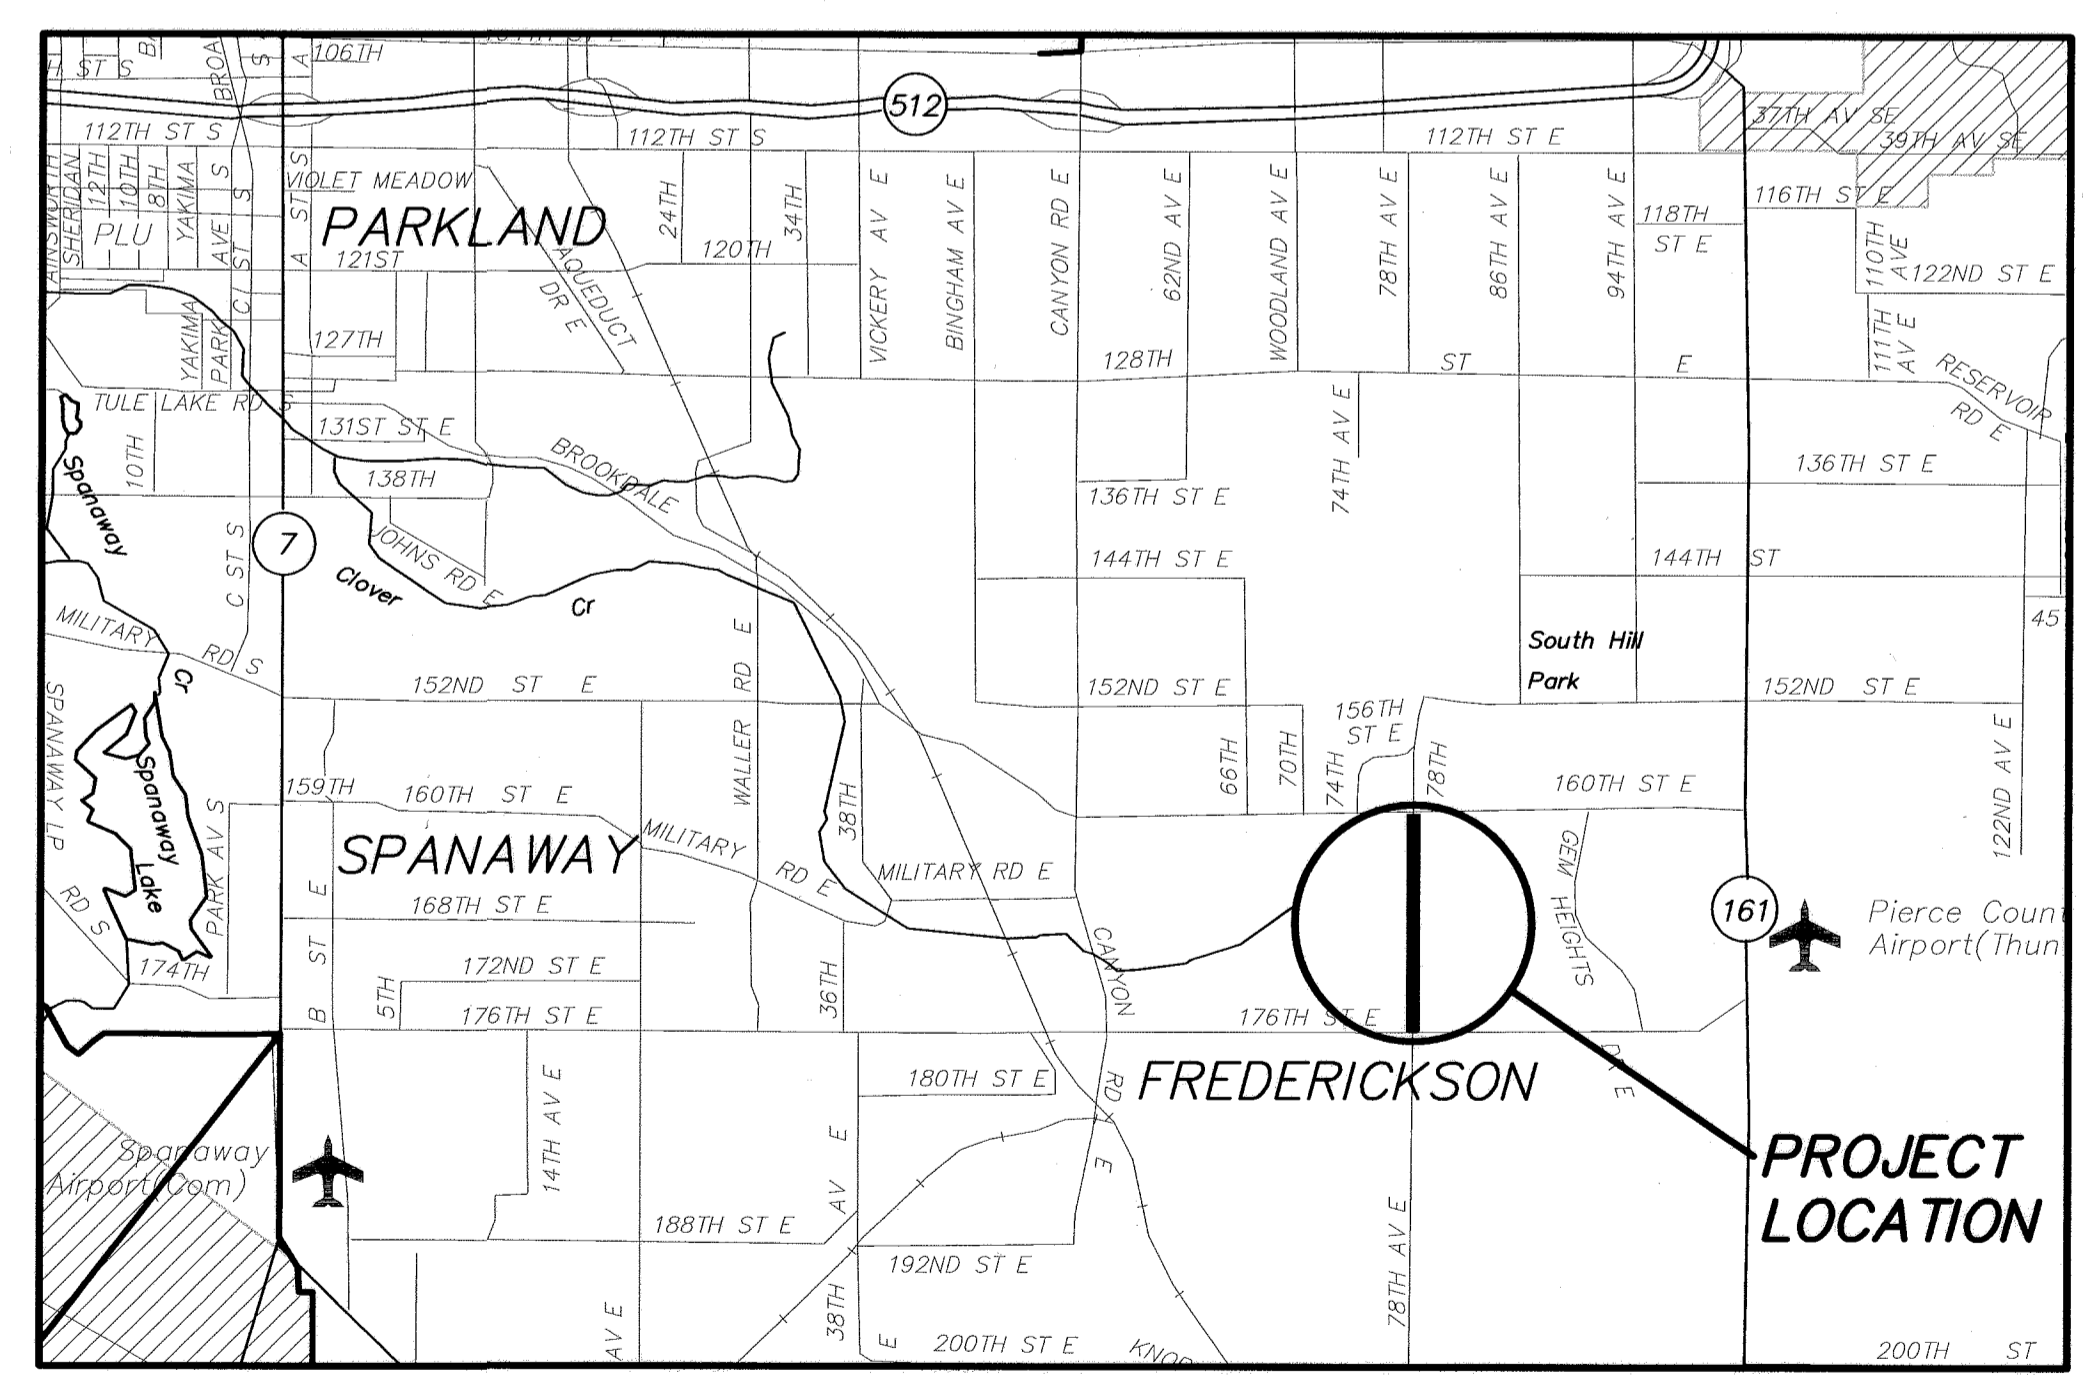 106TH
H ST S
BROA
S
A
512
112TH ST S
112TH ST S
112TH ST E
37TH AV SE
39TH AV SE
AINSWORTH
SHERIDAN
12TH
10TH
8TH
YAKIMA
AVE S
C ST S
A ST S
PLU
VIOLET MEADOW
PARKLAND
121ST
24TH
34TH
120TH
AQUEDUCT
DR E
VICKERY AV E
BINGHAM AV E
CANYON RD E
62ND AV E
WOODLAND AV E
78TH AV E
86TH AV E
94TH AV E
118TH
ST E
116TH ST E
110TH
AVE
122ND ST E
111TH
AV E
RESERVOIR
RD E
YAKIMA
PARK
127TH
128TH
ST
E
TULE LAKE RD S
131ST ST E
10TH
138TH
BROOKDALE
74TH AV E
136TH ST E
136TH ST E
Spanaway
Cr
C ST S
7
JOHNS RD E
Clover
Cr
144TH ST E
144TH ST
45
MILITARY
RD S
WALLER RD E
South Hill
Park
152ND ST E
152ND ST E
152ND ST E
156TH
ST E
SPANAWAY LP
RD S
Spanaway
Lake
PARK AV S
159TH
160TH ST E
38TH
66TH
70TH
74TH
78TH
160TH ST E
122ND AV E
SPANAWAY
MILITARY
RD E
MILITARY RD E
GEM HEIGHTS
DR E
161
Pierce Count
Airport(Thun
168TH ST E
B ST E
174TH
172ND ST E
5TH
176TH ST E
36TH
CANYON
RD E
176TH ST E
FREDERICKSON
180TH ST E
14TH AV E
Spanaway
Airport(Com)
PROJECT
LOCATION
188TH ST E
AV E
192ND ST E
38TH
AV E
E
78TH AV E
200TH ST E
200TH ST